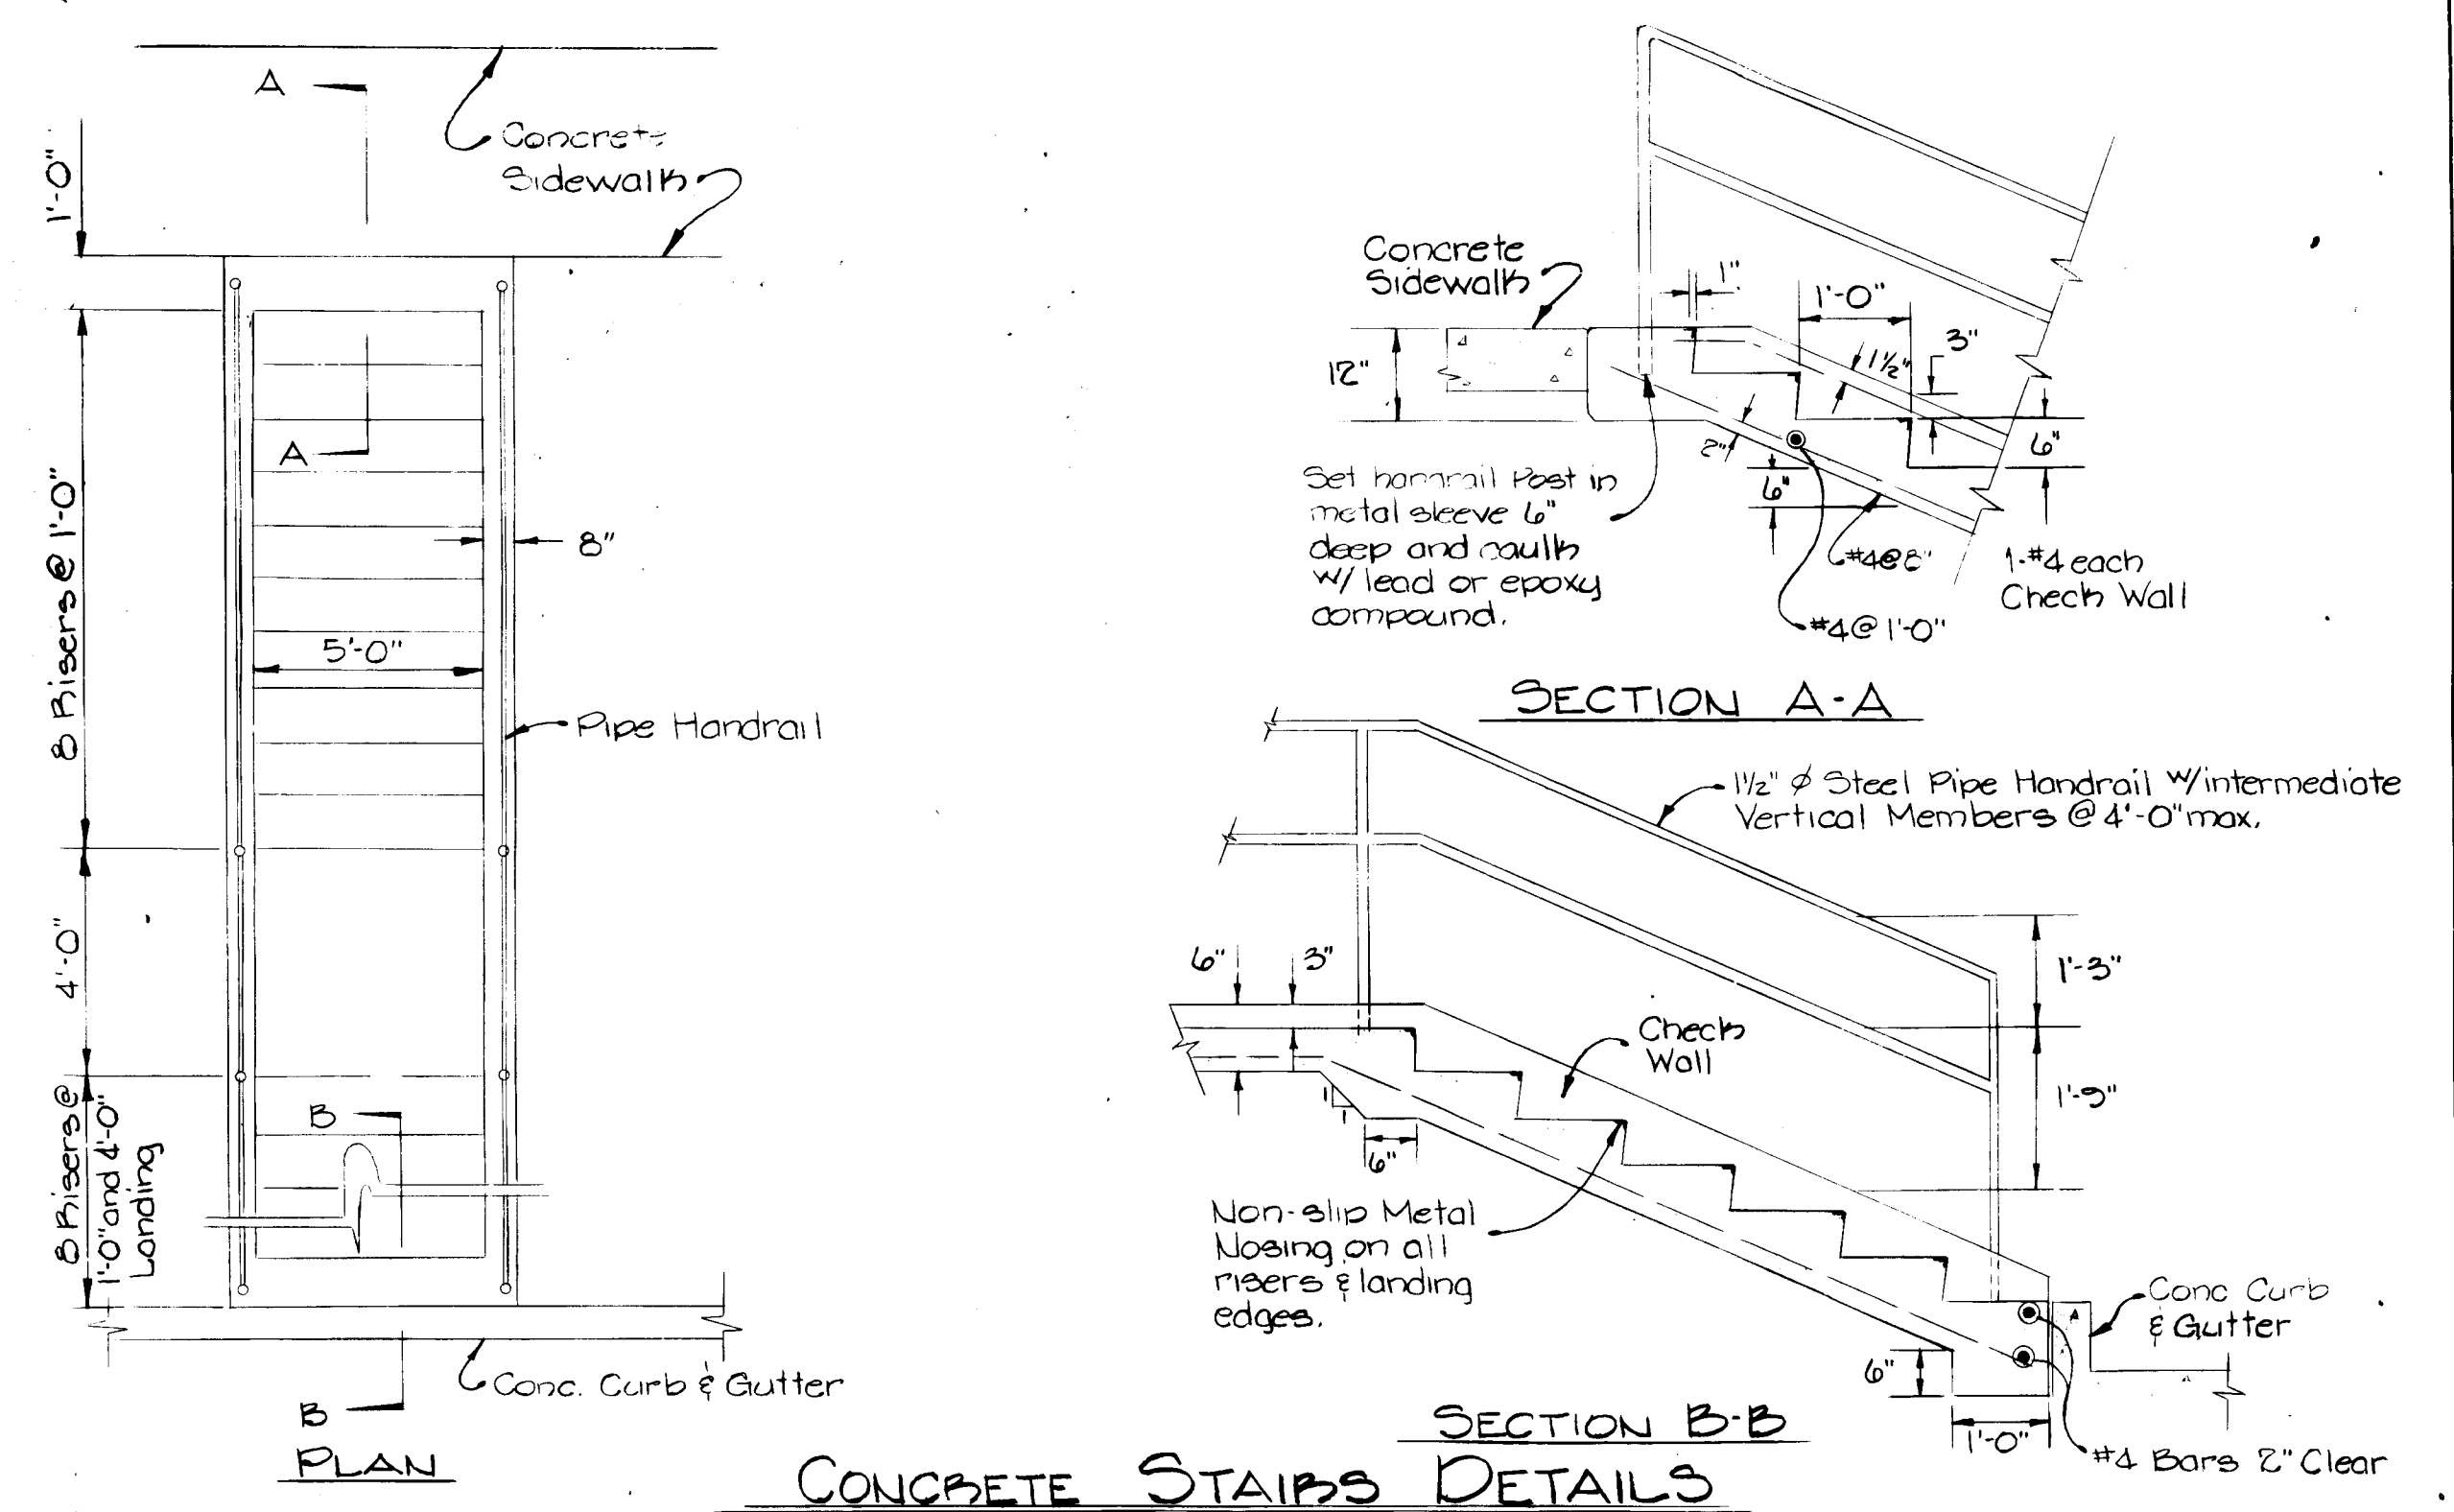 A
Concrete
Sidewalk
1'-0"
A
8 Risers @ 1'-0"
8"
5'-0"
Pipe Handrail
4'-0"
8 Risers @
1'-0" and 4'-0"
Landing
B
Conc. Curb & Gutter
B
PLAN
Concrete
Sidewalk
1"
1'-0"
3"
1½"
12"
6"
2"
6"
Set handrail Post in
metal sleeve 6"
deep and caulk
w/ lead or epoxy
compound.
#4@8"
#4@1'-0"
1-#4 each
Check Wall
SECTION A-A
1½" ϕ Steel Pipe Handrail w/intermediate
Vertical Members @ 4'-0" max.
6"
3"
1'-3"
Check
Wall
1'-9"
1
1
6"
Non-slip Metal
Nosing on all
risers & landing
edges.
Conc Curb
& Gutter
6"
1'-0"
#4 Bars 2" Clear
SECTION B-B
CONCRETE STAIRS DETAILS